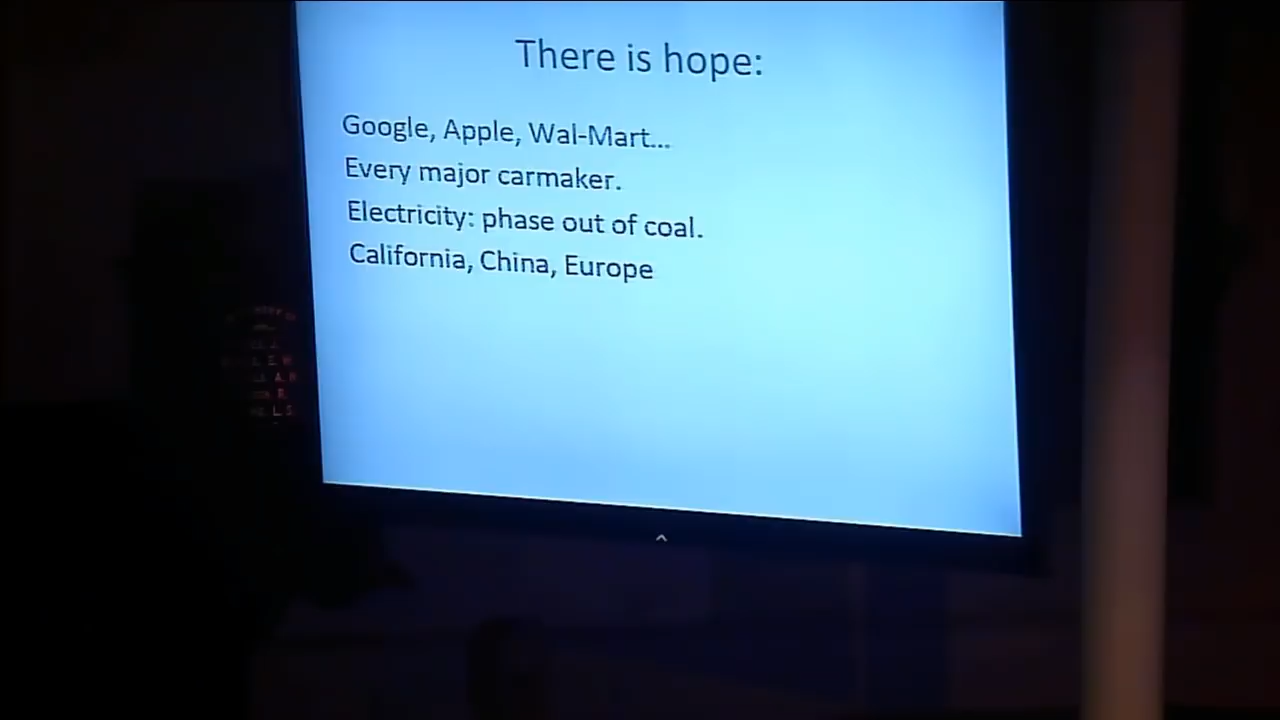 There is hope:
Google, Apple, Wal-Mart...
Every major carmaker.
Electricity: phase out of coal.
California, China, Europe